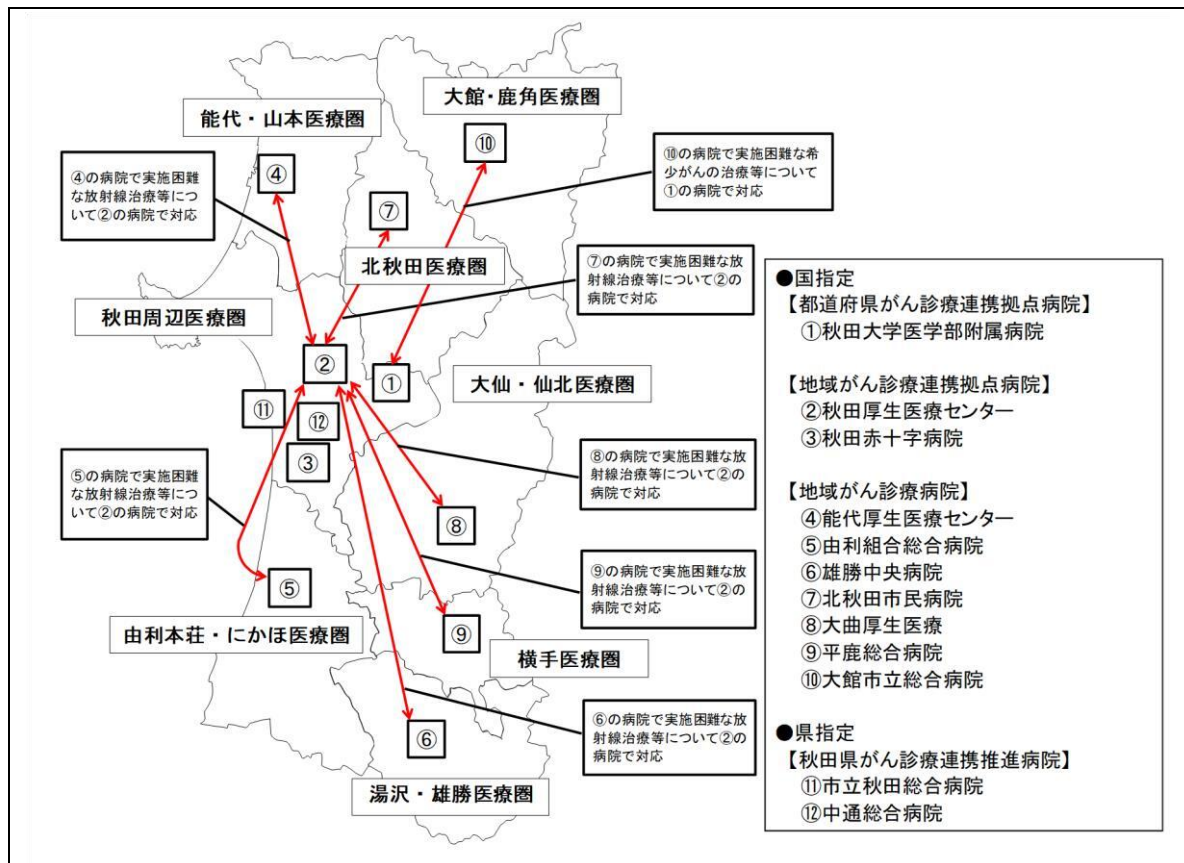 大館・鹿角医療圏
能代・山本医療圏
⑩
④の病院で実施困難
な放射線治療等につ
いて②の病院で対応
④
⑩の病院で実施困難な希
少がんの治療等について
①の病院で対応
⑦
北秋田医療圏
⑦の病院で実施困難な放
射線治療等について②の
病院で対応
秋田周辺医療圏
②
①
大仙・仙北医療圏
⑪
⑫
③
⑤の病院で実施困難
な放射線治療等につ
いて②の病院で対応
⑧の病院で実施困難な放
射線治療等について②の
病院で対応
⑧
⑨の病院で実施困難な放
射線治療等について②の
病院で対応
⑤
由利本荘・にかほ医療圏
⑨
横手医療圏
⑥の病院で実施困難な放
射線治療等について②の
病院で対応
⑥
湯沢・雄勝医療圏
●国指定
【都道府県がん診療連携拠点病院】
①秋田大学医学部附属病院
【地域がん診療連携拠点病院】
②秋田厚生医療センター
③秋田赤十字病院
【地域がん診療病院】
④能代厚生医療センター
⑤由利組合総合病院
⑥雄勝中央病院
⑦北秋田市民病院
⑧大曲厚生医療
⑨平鹿総合病院
⑩大館市立総合病院
●県指定
【秋田県がん診療連携推進病院】
⑪市立秋田総合病院
⑫中通総合病院